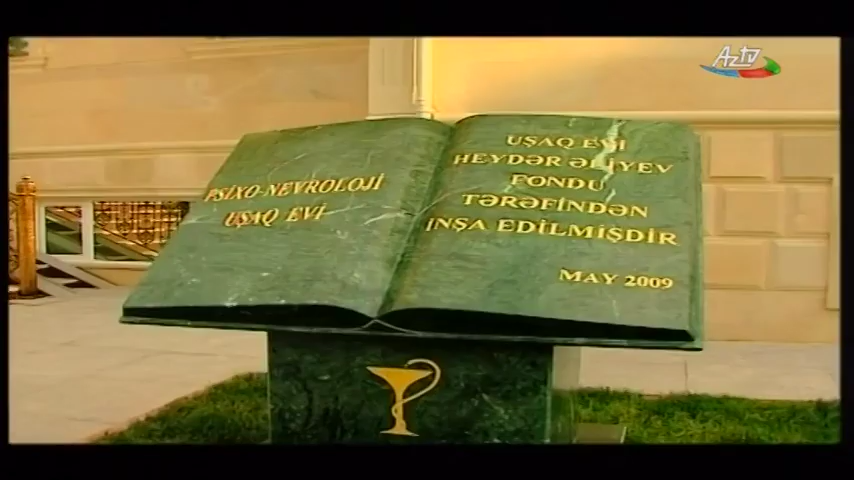 AzTV
PSİXO-NEVROLOJİ
UŞAQ EVİ
UŞAQ EVİ
HEYDƏR ƏLİYEV
FONDU
TƏRƏFİNDƏN
İNŞA EDİLMİŞDİR
MAY 2009